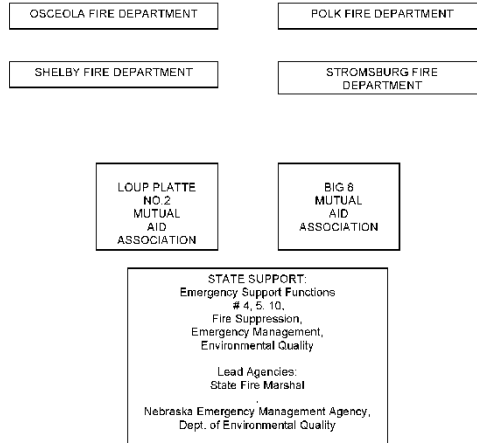 OSCEOLA FIRE DEPARTMENT
POLK FIRE DEPARTMENT
SHELBY FIRE DEPARTMENT
STROMSBURG FIRE
DEPARTMENT
LOUP PLATTE
NO.2
MUTUAL
AID
ASSOCIATION
BIG 6
MUTUAL
AID
ASSOCIATION
STATE SUPPORT:
Emergency Support Functions
# 4, 5. 10,
Fire Suppression,
Emergency Management,
Environmental Quality
Lead Agencies:
State Fire Marshal
,
Nebraska Emergency Management Agency,
Dept. of Environmental Quality